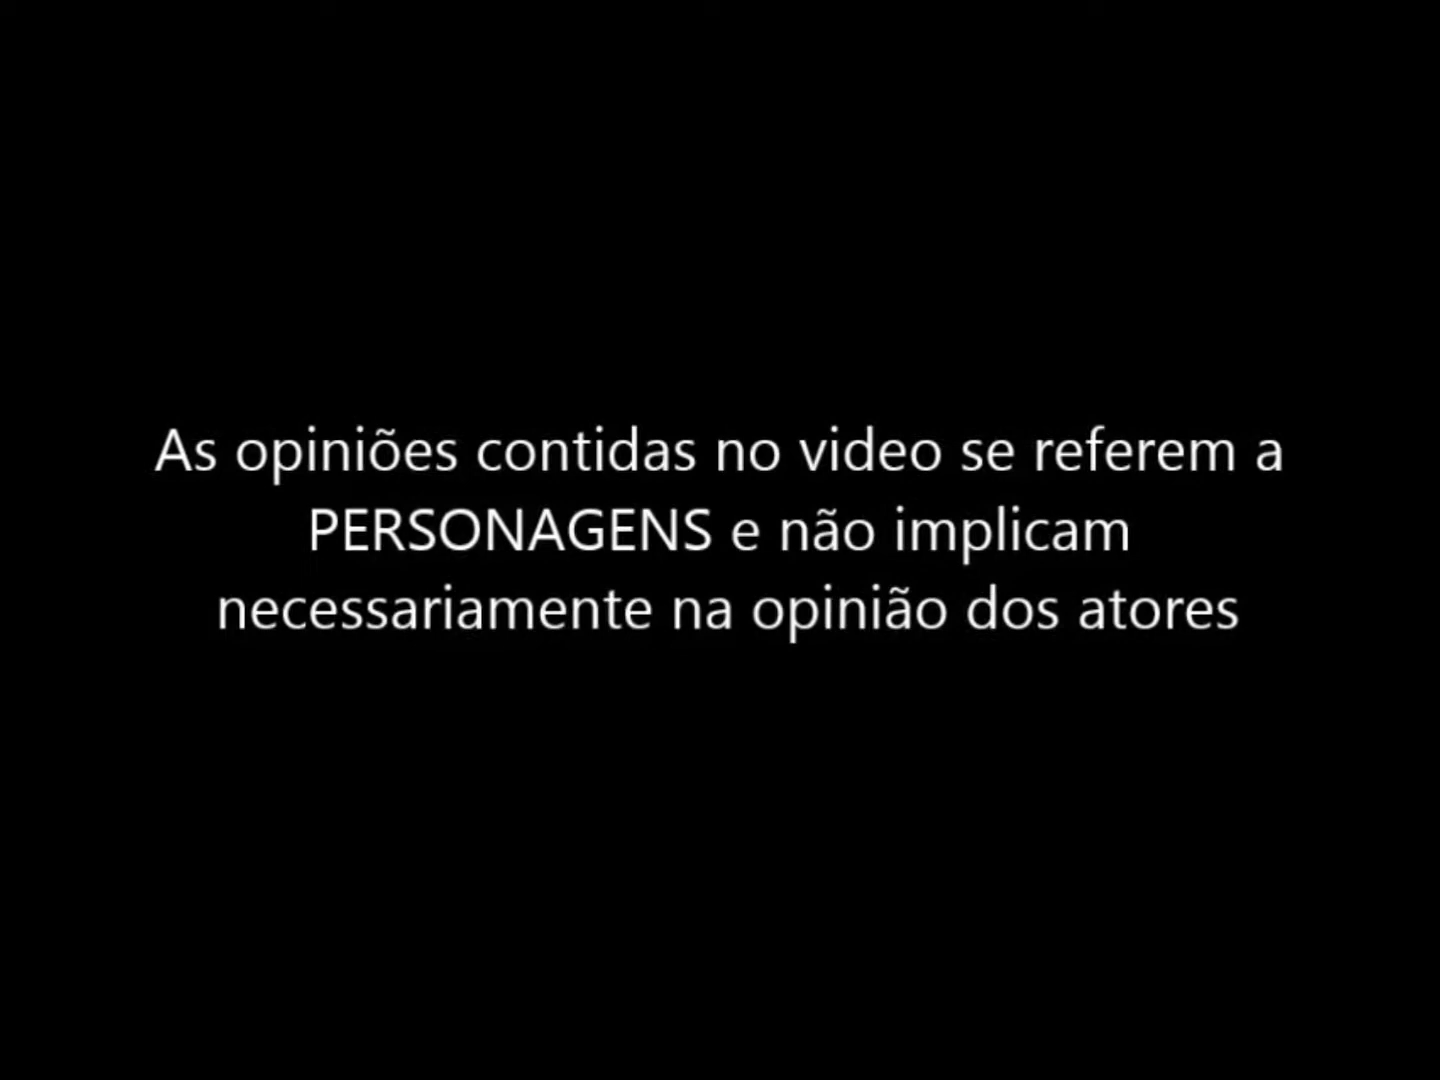 As opiniões contidas no video se referem a
PERSONAGENS e não implicam
necessariamente na opinião dos atores